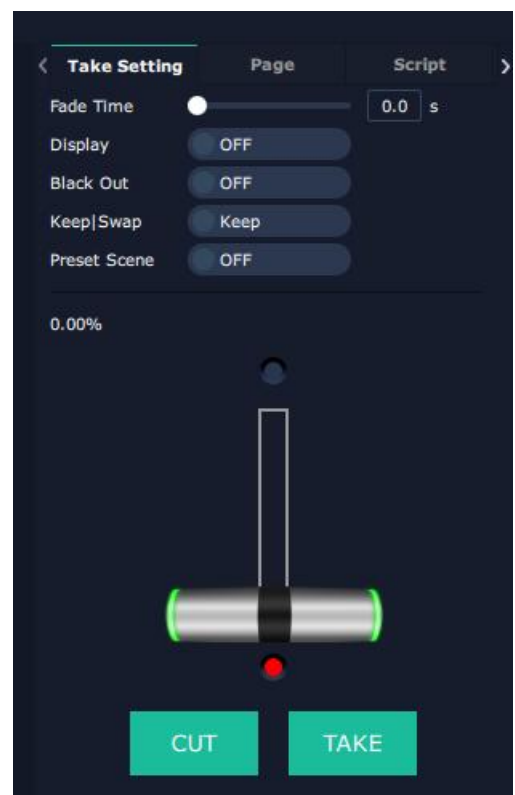 Take Setting Page Script
Fade Time 0.0 s
Display OFF
Black Out OFF
Keep|Swap Keep
Preset Scene OFF
0.00%
CUT TAKE